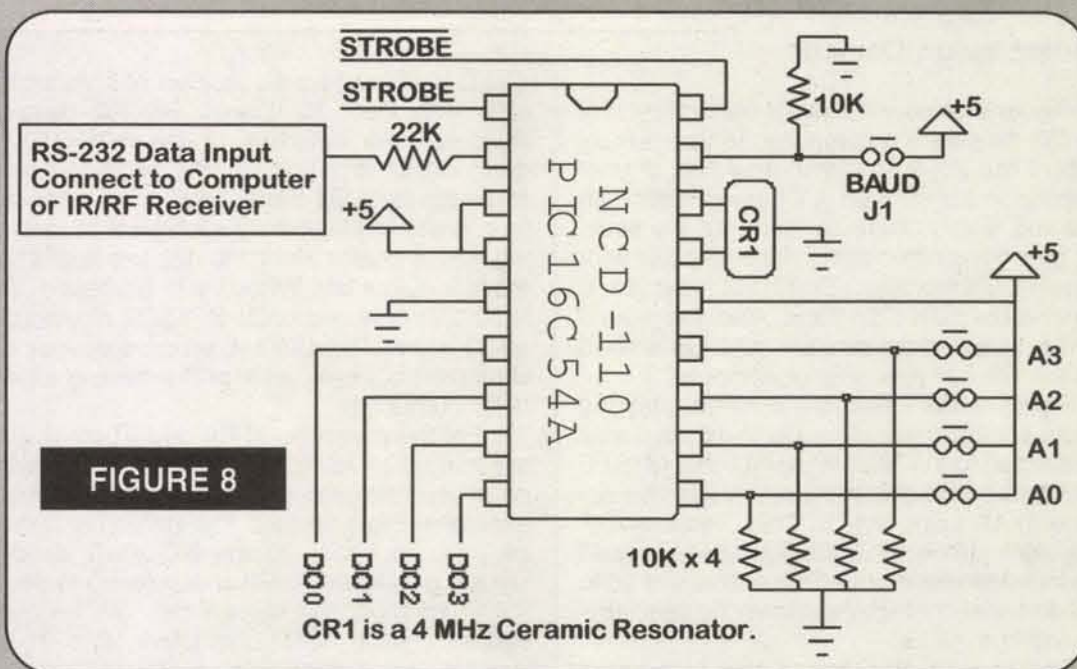 STROBE
STROBE
22K
RS-232 Data Input
Connect to Computer
or IR/RF Receiver
+5
NCD-110
PIC16C54A
10K
+5
BAUD
J1
CR1
+5
A3
A2
A1
A0
10K x 4
FIGURE 8
DO0
DO1
DO2
DO3
CR1 is a 4 MHz Ceramic Resonator.